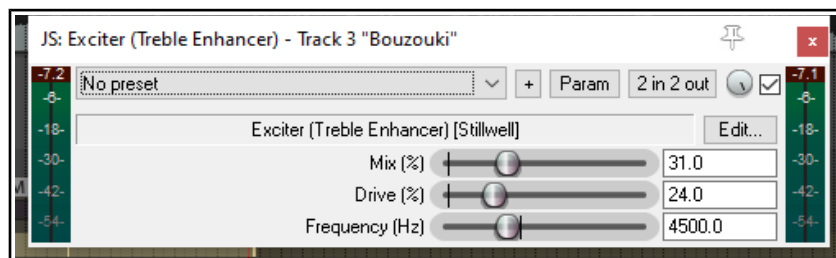 JS: Exciter (Treble Enhancer) - Track 3 "Bouzouki" x
-7.2 No preset + Param 2 in 2 out -7.1
-6- -6-
-18- Exciter (Treble Enhancer) [Stillwell] Edit... -18-
-30- Mix (%) 31.0 -30-
M -42- Drive (%) 24.0 -42-
-54- Frequency (Hz) 4500.0 -54-